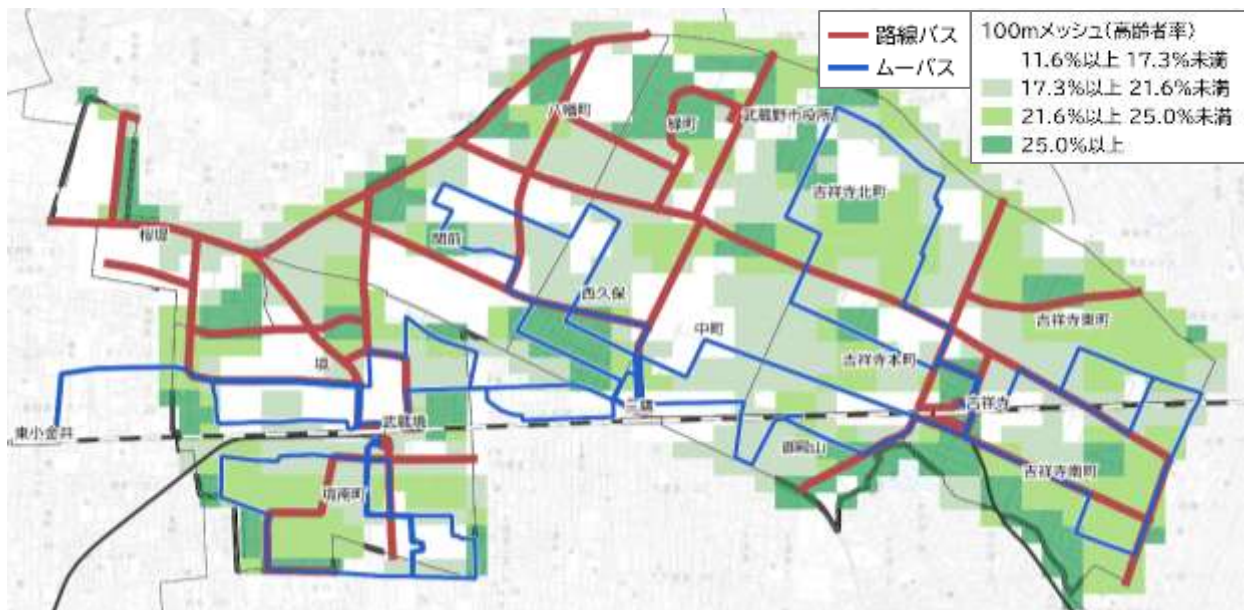 路線バス
ムーバス
100mメッシュ(高齢者率)
11.6%以上 17.3%未満
17.3%以上 21.6%未満
21.6%以上 25.0%未満
25.0%以上
八幡町
緑町
武蔵野市役所
吉祥寺北町
桜堤
関前
西久保
中町
吉祥寺東町
境
吉祥寺本町
三鷹
吉祥寺
武蔵境
東小金井
御殿山
吉祥寺南町
境南町